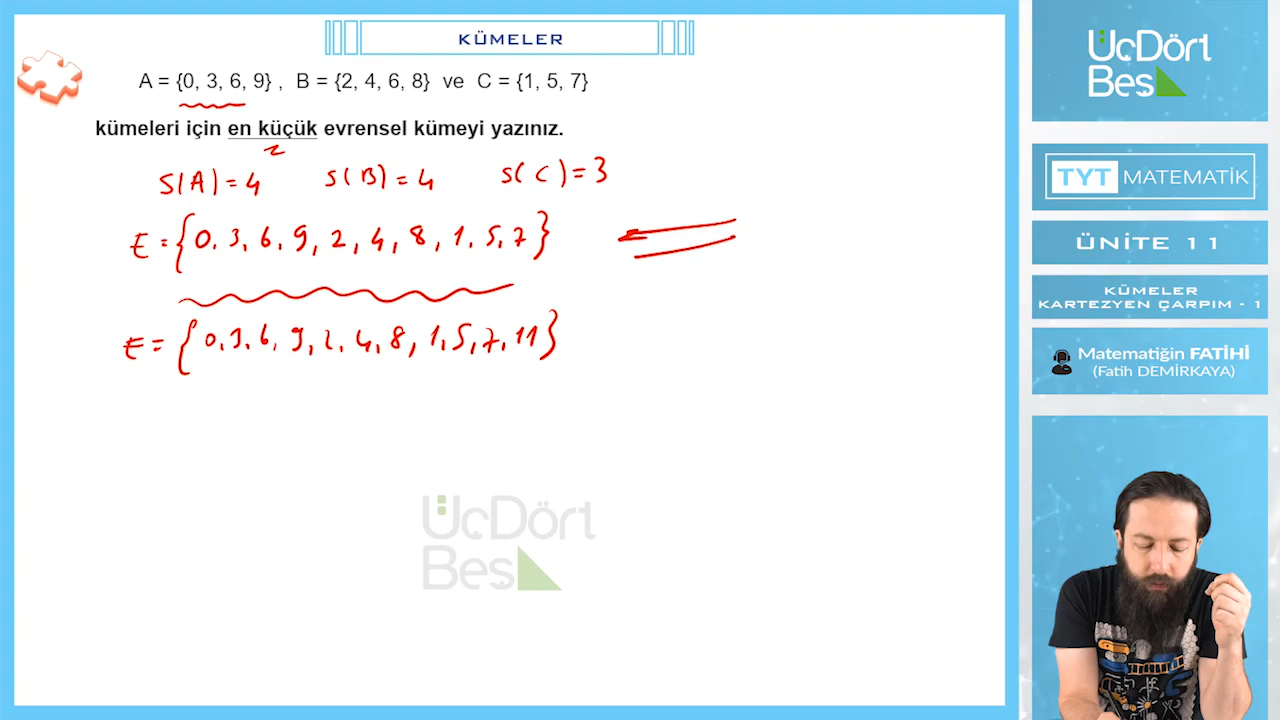 KÜMELER
A = {0, 3, 6, 9} , B = {2, 4, 6, 8} ve C = {1, 5, 7}
kümeleri için en küçük evrensel kümeyi yazınız.
S(A) = 4 s(B) = 4 s(C) = 3
E = {0, 3, 6, 9, 2, 4, 8, 1, 5, 7}
E = {0, 3, 6, 9, 2, 4, 8, 1, 5, 7, 11}
ÜçDört
Beş
ÜçDört
Beş
TYT MATEMATİK
ÜNİTE 11
KÜMELER
KARTEZYEN ÇARPIM - 1
Matematiğin FATİHİ
(Fatih DEMİRKAYA)